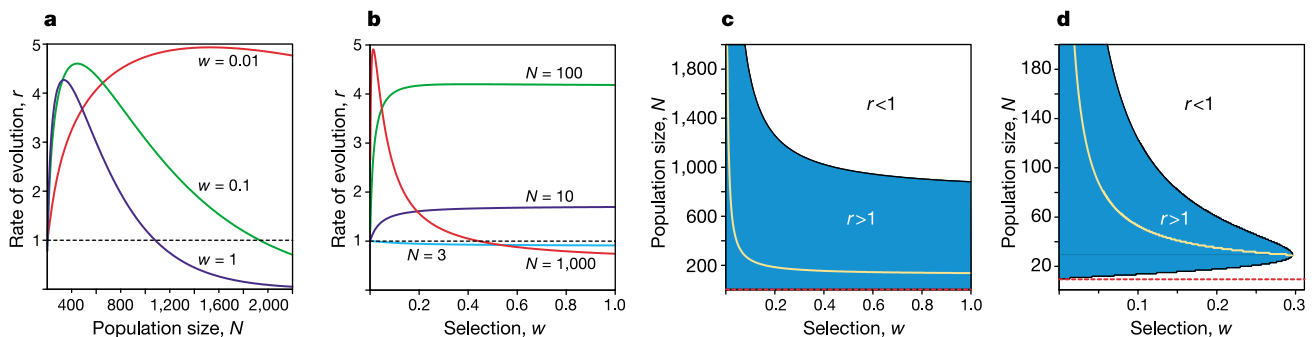 a
b
c
d
Rate of evolution, r
5
4
3
2
1
w = 0.01
w = 0.1
w = 1
400
800
1,200
1,600
2,000
Population size, N
Rate of evolution, r
5
4
3
2
1
N = 100
N = 10
N = 3
N = 1,000
0.2
0.4
0.6
0.8
1.0
Selection, w
Population size, N
1,800
1,400
1,000
600
200
r<1
r>1
0.2
0.4
0.6
0.8
1.0
Selection, w
Population size, N
180
140
100
60
20
r<1
r>1
0.1
0.2
0.3
Selection, w